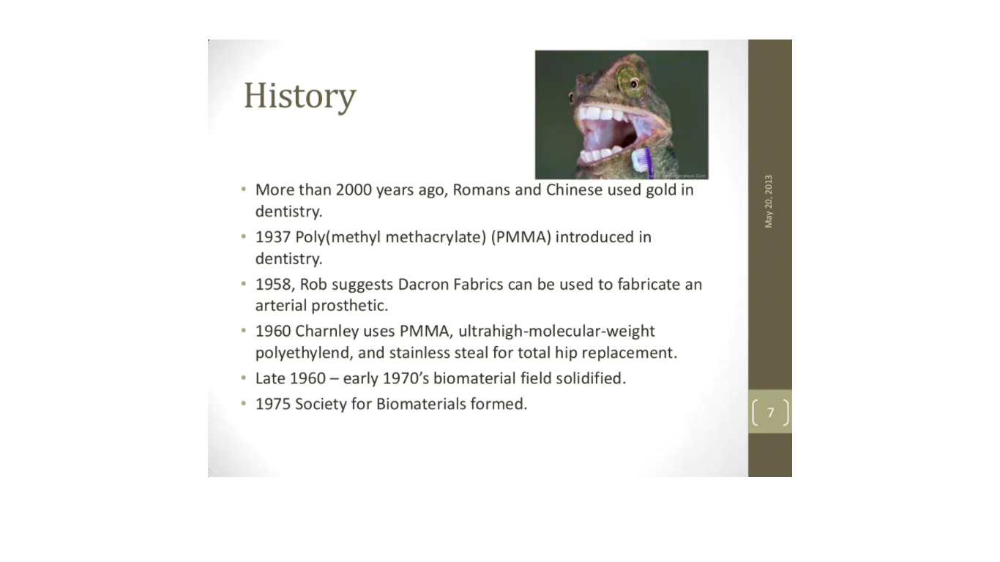 History
• More than 2000 years ago, Romans and Chinese used gold in
dentistry.
• 1937 Poly(methyl methacrylate) (PMMA) introduced in
dentistry.
• 1958, Rob suggests Dacron Fabrics can be used to fabricate an
arterial prosthetic.
• 1960 Charnley uses PMMA, ultrahigh-molecular-weight
polyethylend, and stainless steal for total hip replacement.
• Late 1960 – early 1970’s biomaterial field solidified.
• 1975 Society for Biomaterials formed.
May 20, 2013
7